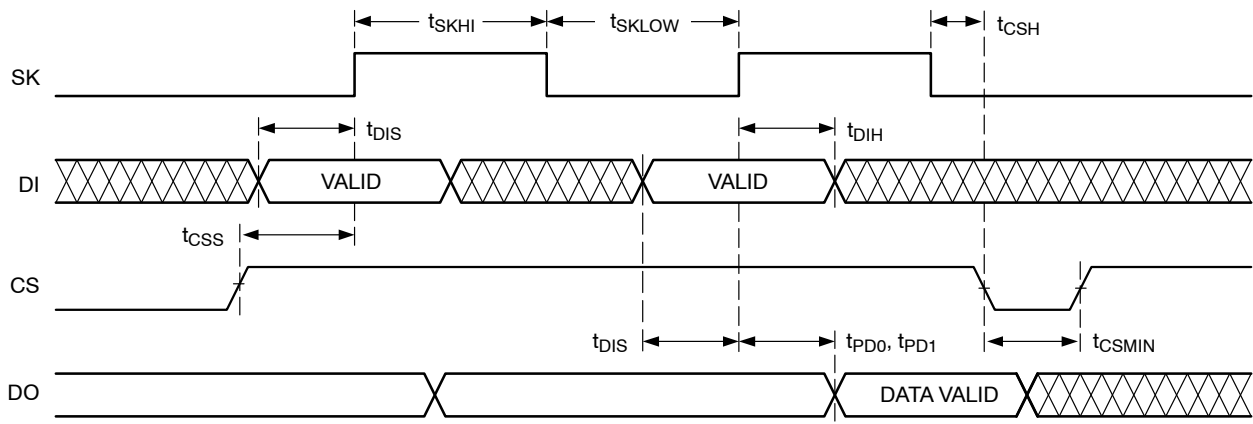 tSKHI tSKLOW tCSH
SK
tDIS tDIH
DI VALID VALID
tCSS
CS
tDIS tPD0, tPD1 tCSMIN
DO DATA VALID